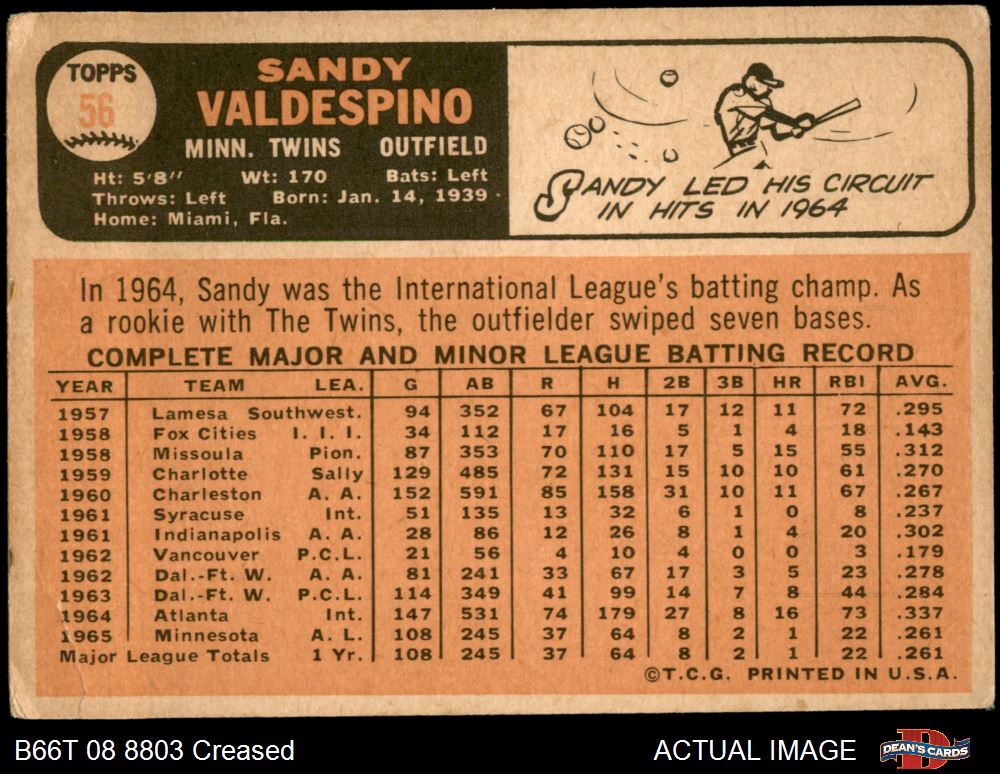 TOPPS
56
SANDY
VALDESPINO
MINN. TWINS OUTFIELD
Ht: 5'8" Wt: 170 Bats: Left
Throws: Left Born: Jan. 14, 1939
Home: Miami, Fla.
SANDY LED HIS CIRCUIT
IN HITS IN 1964
In 1964, Sandy was the International League's batting champ. As
a rookie with The Twins, the outfielder swiped seven bases.
COMPLETE MAJOR AND MINOR LEAGUE BATTING RECORD
YEAR TEAM LEA. G AB R H 2B 3B HR RBI AVG.
1957 Lamesa Southwest. 94 352 67 104 17 12 11 72 .295
1958 Fox Cities I. I. I. 34 112 17 16 5 1 4 18 .143
1958 Missoula Pion. 87 353 70 110 17 5 15 55 .312
1959 Charlotte Sally 129 485 72 131 15 10 10 61 .270
1960 Charleston A. A. 152 591 85 158 31 10 11 67 .267
1961 Syracuse Int. 51 135 13 32 6 1 0 8 .237
1961 Indianapolis A. A. 28 86 12 26 8 1 4 20 .302
1962 Vancouver P.C.L. 21 56 4 10 4 0 0 3 .179
1962 Dal.-Ft. W. A. A. 81 241 33 67 17 3 5 23 .278
1963 Dal.-Ft. W. P.C.L. 114 349 41 99 14 7 8 44 .284
1964 Atlanta Int. 147 531 74 179 27 8 16 73 .337
1965 Minnesota A. L. 108 245 37 64 8 2 1 22 .261
Major League Totals 1 Yr. 108 245 37 64 8 2 1 22 .261
©T.C.G. PRINTED IN U.S.A.
B66T 08 8803 Creased ACTUAL IMAGE
DEAN'S CARDS